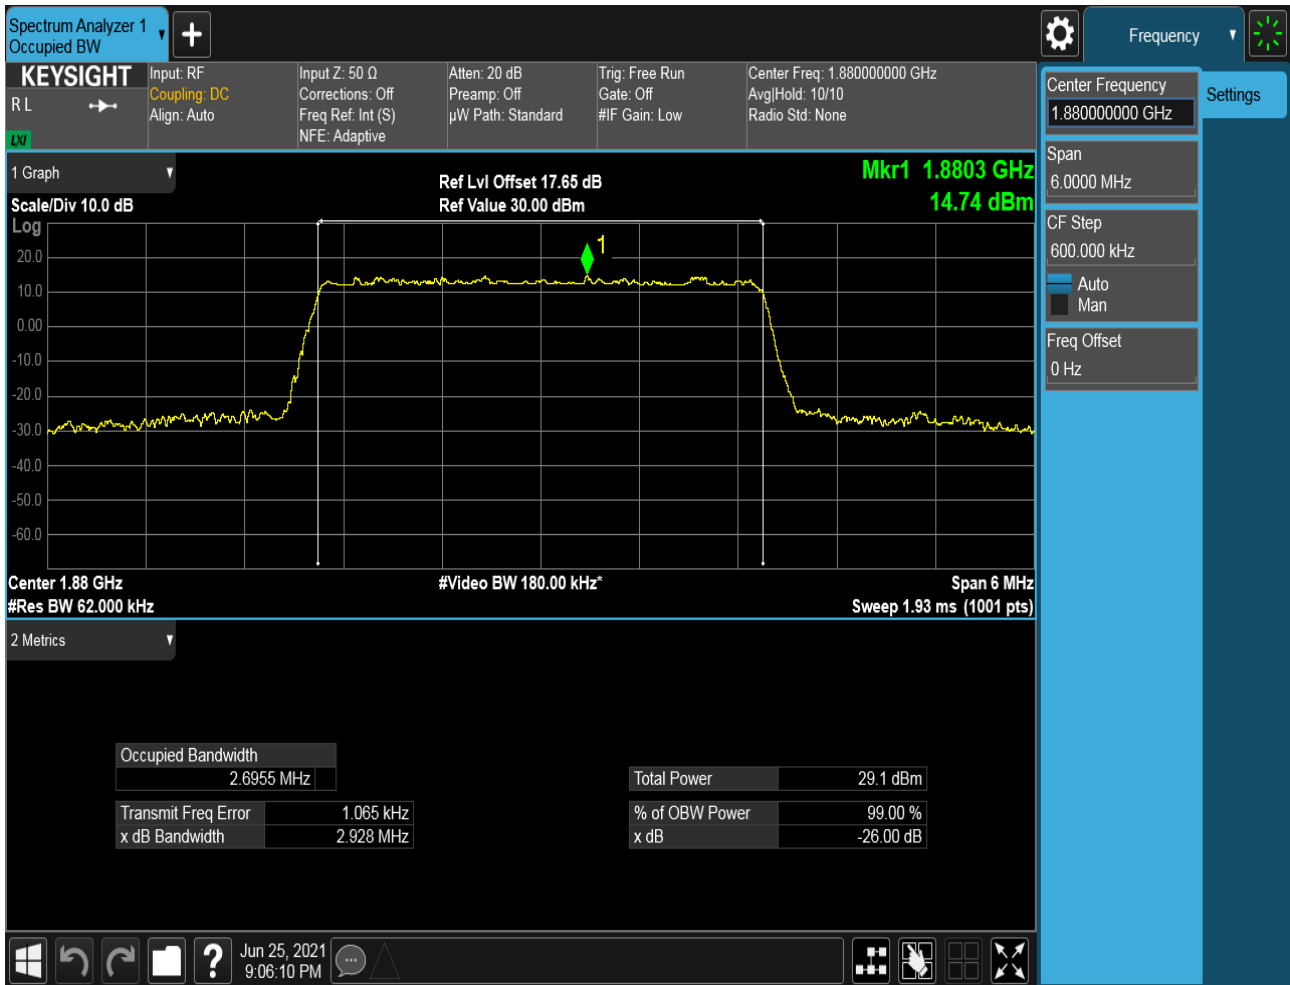 Spectrum Analyzer 1
Occupied BW
Frequency
KEYSIGHT
R L
LXI
Input: RF
Coupling: DC
Align: Auto
Input Z: 50 Ω
Corrections: Off
Freq Ref: Int (S)
NFE: Adaptive
Atten: 20 dB
Preamp: Off
µW Path: Standard
Trig: Free Run
Gate: Off
#IF Gain: Low
Center Freq: 1.880000000 GHz
Avg|Hold: 10/10
Radio Std: None
Center Frequency
1.880000000 GHz
Settings
Span
6.0000 MHz
CF Step
600.000 kHz
Auto
Man
Freq Offset
0 Hz
1 Graph
Scale/Div 10.0 dB
Ref Lvl Offset 17.65 dB
Ref Value 30.00 dBm
Mkr1 1.8803 GHz
14.74 dBm
Log
20.0
10.0
0.00
-10.0
-20.0
-30.0
-40.0
-50.0
-60.0
1
Center 1.88 GHz
#Video BW 180.00 kHz*
Span 6 MHz
#Res BW 62.000 kHz
Sweep 1.93 ms (1001 pts)
2 Metrics
Occupied Bandwidth
2.6955 MHz
Transmit Freq Error 1.065 kHz
x dB Bandwidth 2.928 MHz
Total Power 29.1 dBm
% of OBW Power 99.00 %
x dB -26.00 dB
?
Jun 25, 2021
9:06:10 PM